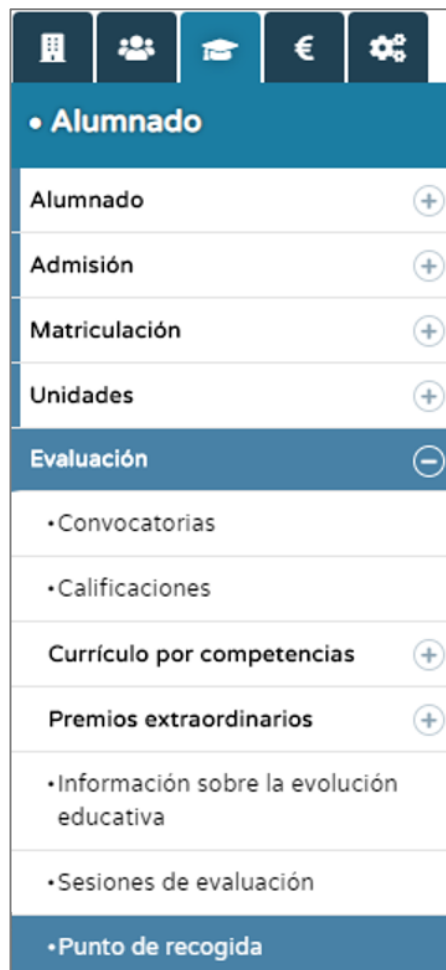 €
• Alumnado
Alumnado
Admisión
Matriculación
Unidades
Evaluación
•Convocatorias
•Calificaciones
Currículo por competencias
Premios extraordinarios
•Información sobre la evolución
educativa
•Sesiones de evaluación
•Punto de recogida